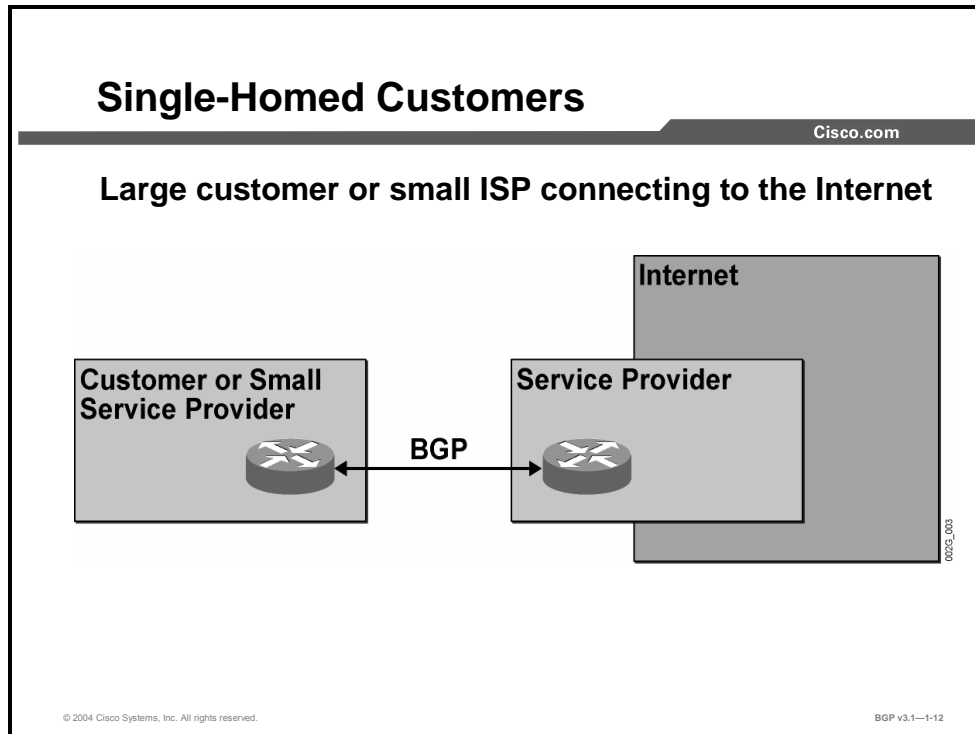 Single-Homed Customers
Cisco.com
Large customer or small ISP connecting to the Internet
Internet
Customer or Small
Service Provider
Service Provider
BGP
002G_003
© 2004 Cisco Systems, Inc. All rights reserved.
BGP v3.1—1-12